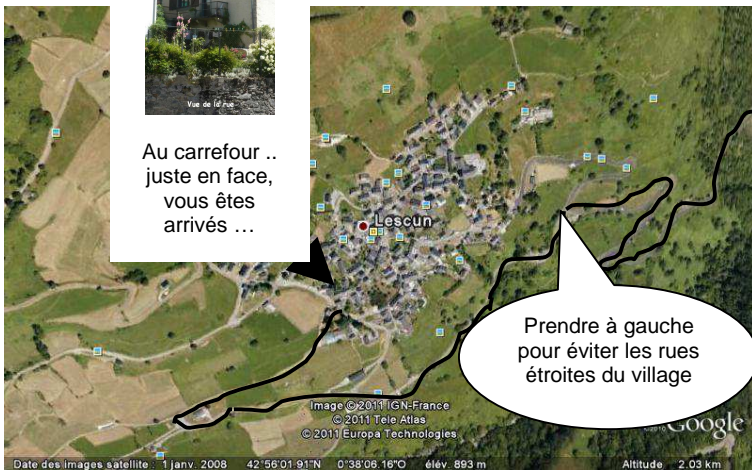 Vue de la rue
Au carrefour ..
juste en face,
vous êtes
arrivés …
Lescun
Prendre à gauche
pour éviter les rues
étroites du village
Image © 2011 IGN-France
© 2011 Tele Atlas
© 2011 Europa Technologies
©2010 Google
Date des images satellite : 1 janv. 2008 42°56'01.91"N 0°38'06.16"O élév. 893 m Altitude 2.03 km